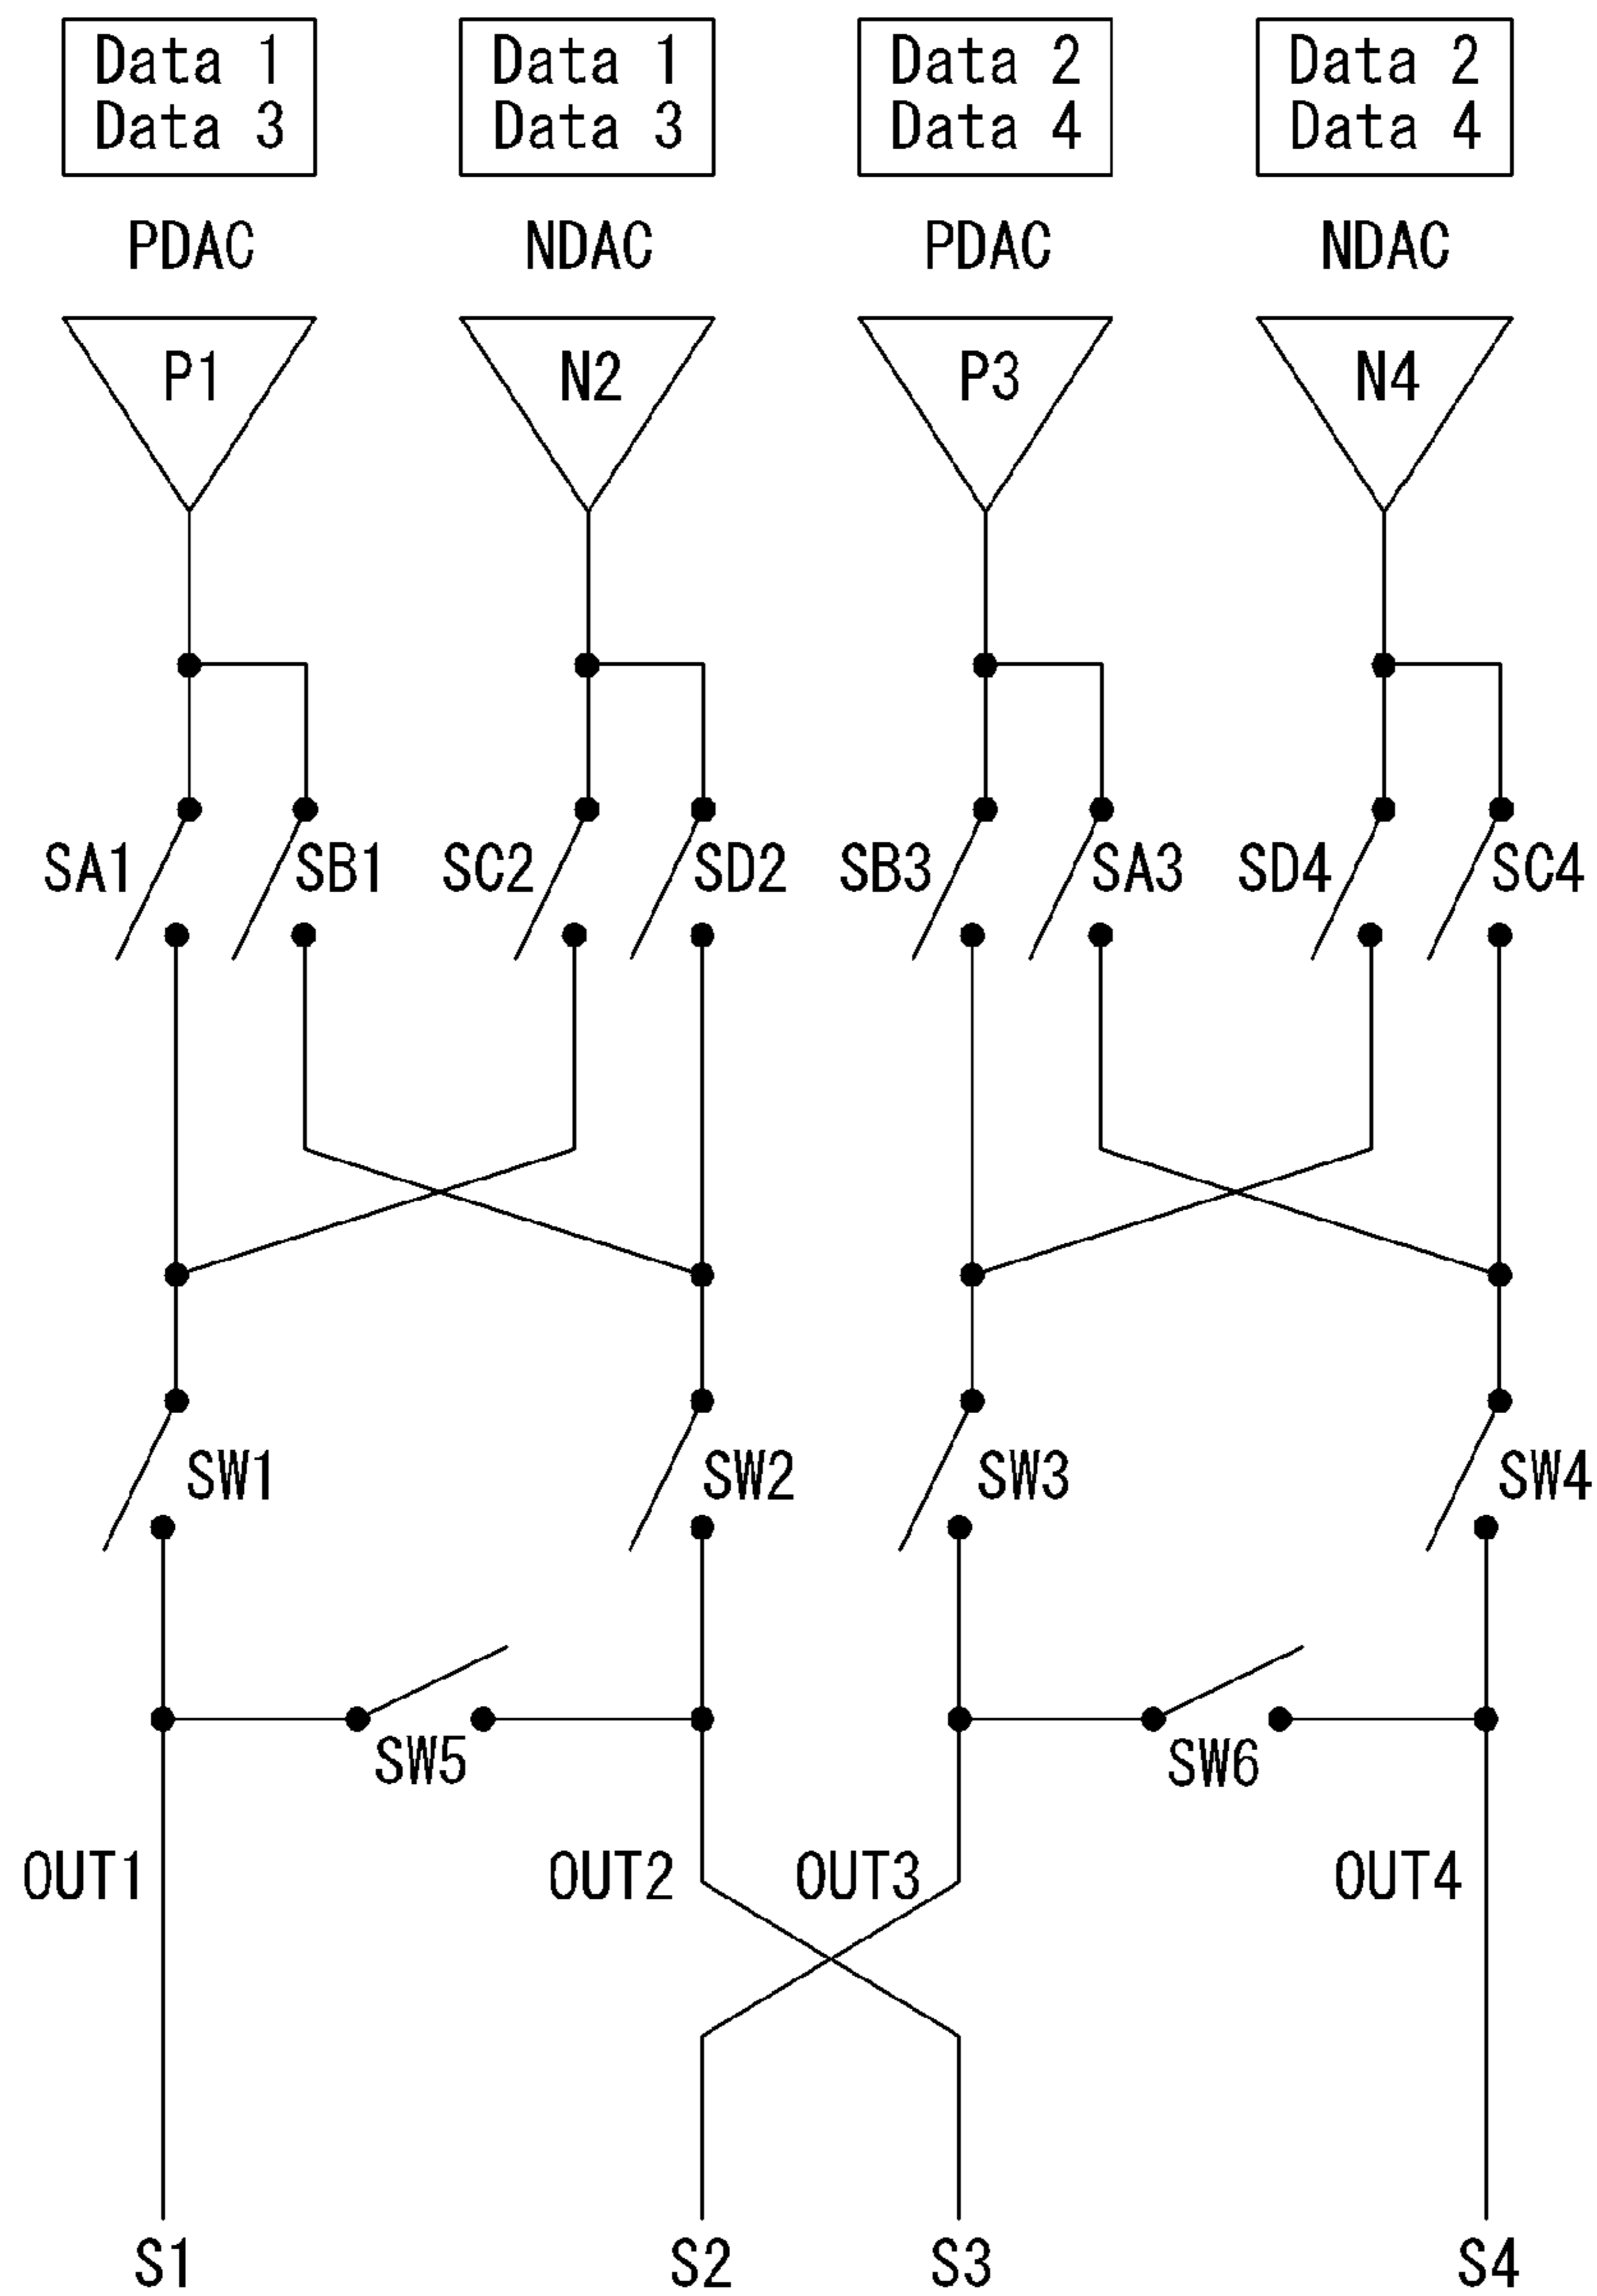 Data 1
Data 3
Data 1
Data 3
Data 2
Data 4
Data 2
Data 4
PDAC
NDAC
PDAC
NDAC
P1
N2
P3
N4
SA1
SB1
SC2
SD2
SB3
SA3
SD4
SC4
SW1
SW2
SW3
SW4
SW5
SW6
OUT1
OUT2
OUT3
OUT4
S1
S2
S3
S4